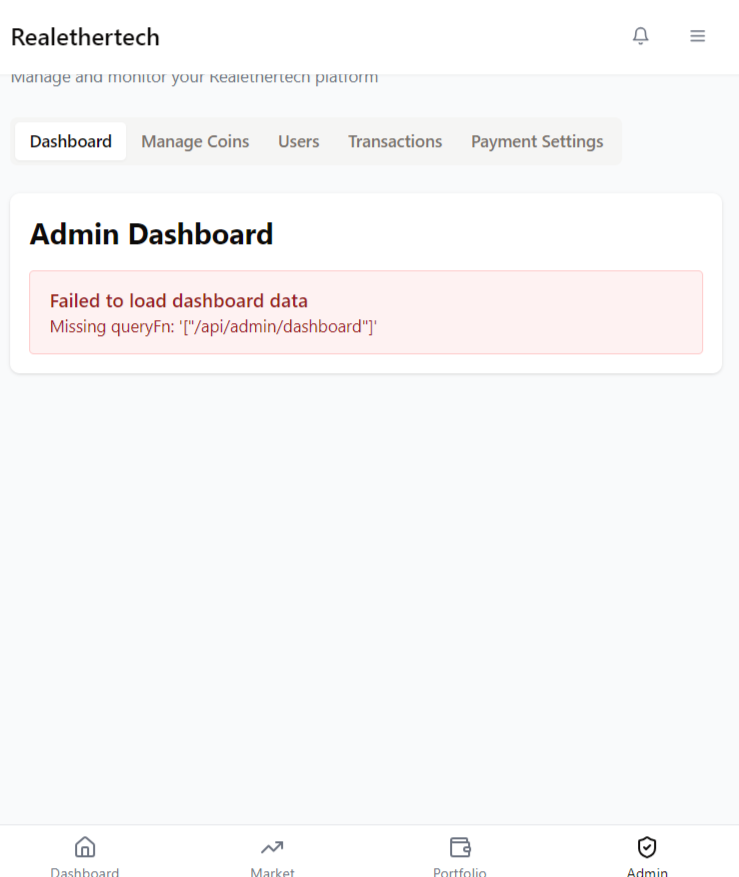 Realethertech
Manage and monitor your Realethertech platform
Dashboard Manage Coins Users Transactions Payment Settings
Admin Dashboard
Failed to load dashboard data
Missing queryFn: '["/api/admin/dashboard"]'
Dashboard Market Portfolio Admin